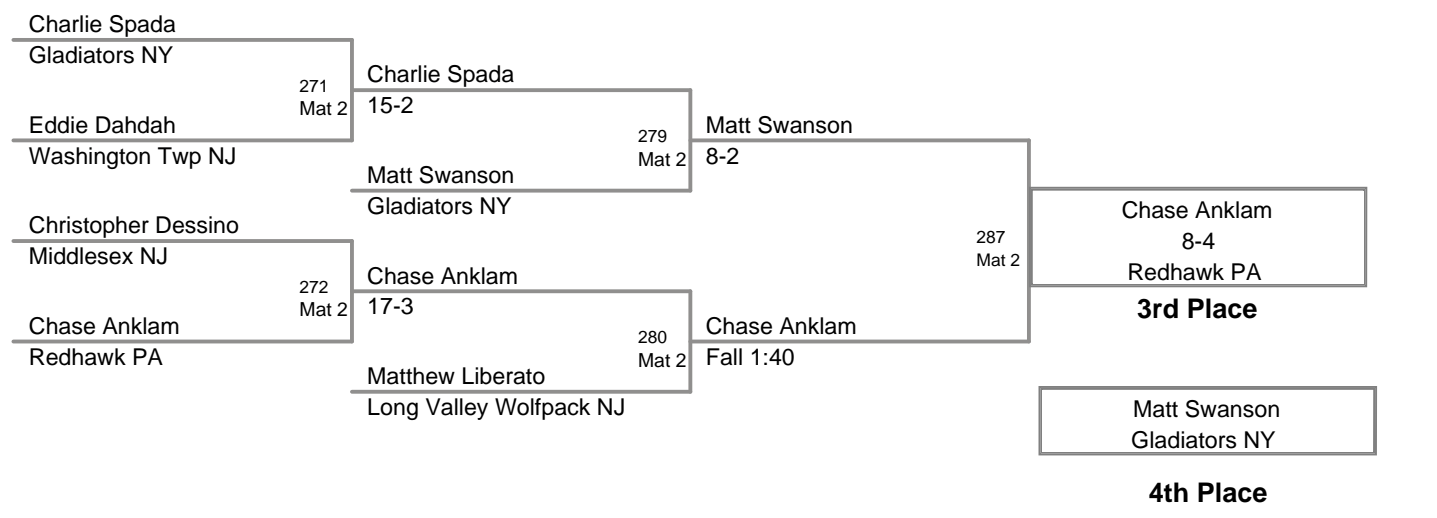 Charlie Spada
Gladiators NY
271
Mat 2
Eddie Dahdah
Washington Twp NJ
Charlie Spada
15-2
Matt Swanson
Gladiators NY
279
Mat 2
Christopher Dessino
Middlesex NJ
272
Mat 2
Chase Anklam
Redhawk PA
Chase Anklam
17-3
Matthew Liberato
Long Valley Wolfpack NJ
280
Mat 2
Matt Swanson
8-2
Chase Anklam
Fall 1:40
287
Mat 2
Chase Anklam
8-4
Redhawk PA
3rd Place
Matt Swanson
Gladiators NY
4th Place